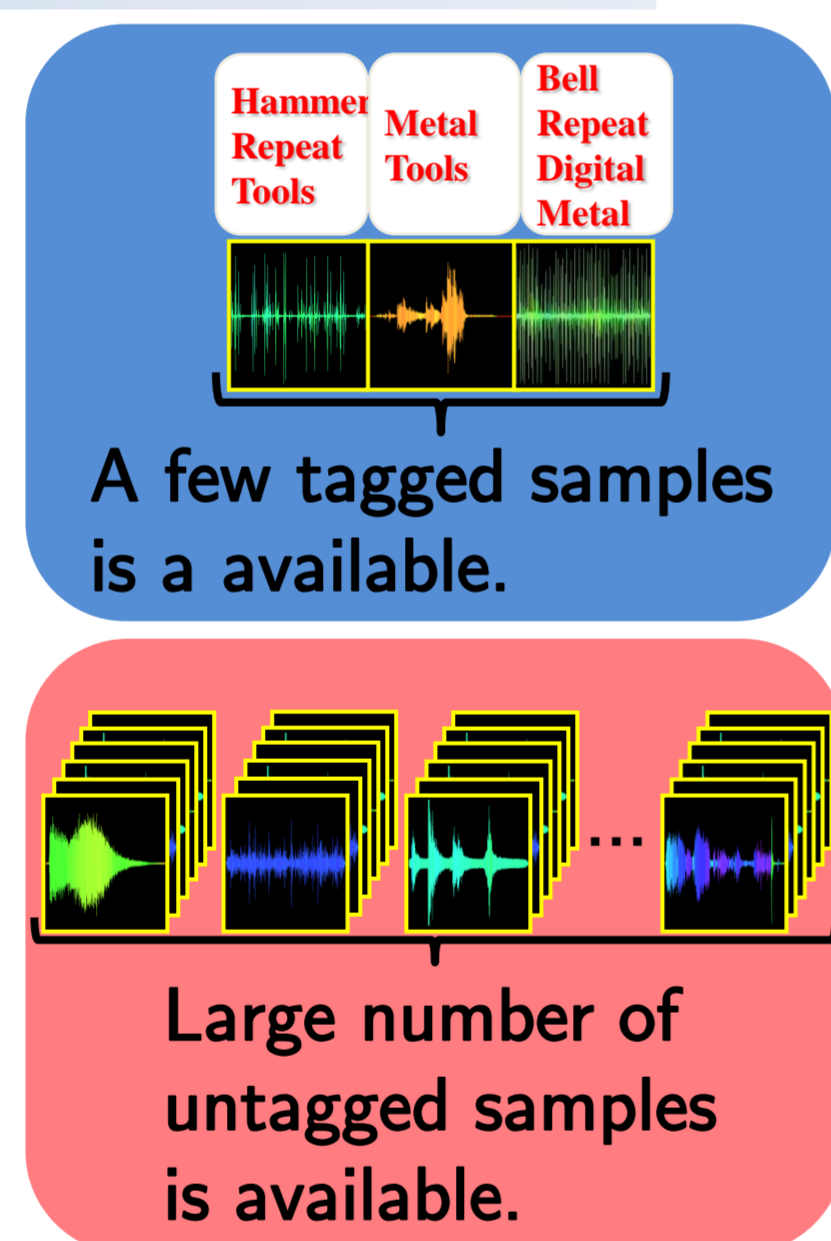 Hammer
Repeat
Tools
Metal
Tools
Bell
Repeat
Digital
Metal
A few tagged samples
is a available.
...
Large number of
untagged samples
is available.